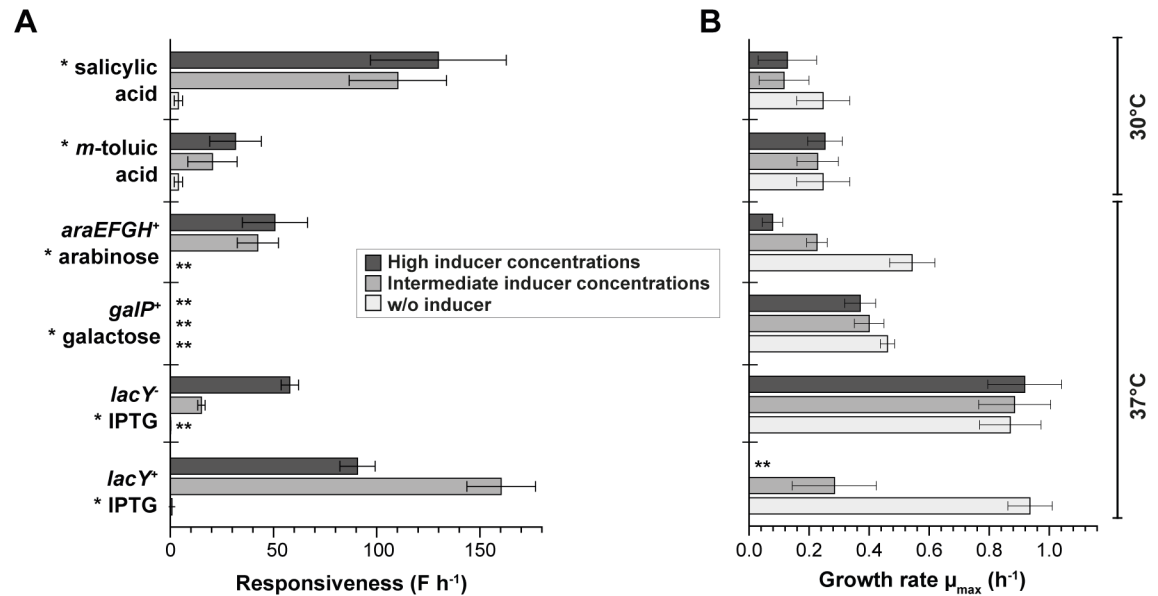 A
B
* salicylic
acid
* m-toluic
acid
araEFGH⁺
* arabinose
**
galP⁺
* galactose
**
**
**
lacY⁻
* IPTG
**
lacY⁺
* IPTG
High inducer concentrations
Intermediate inducer concentrations
w/o inducer
**
30°C
37°C
0 50 100 150
Responsiveness (F h⁻¹)
0.0 0.2 0.4 0.6 0.8 1.0
Growth rate μmax (h⁻¹)